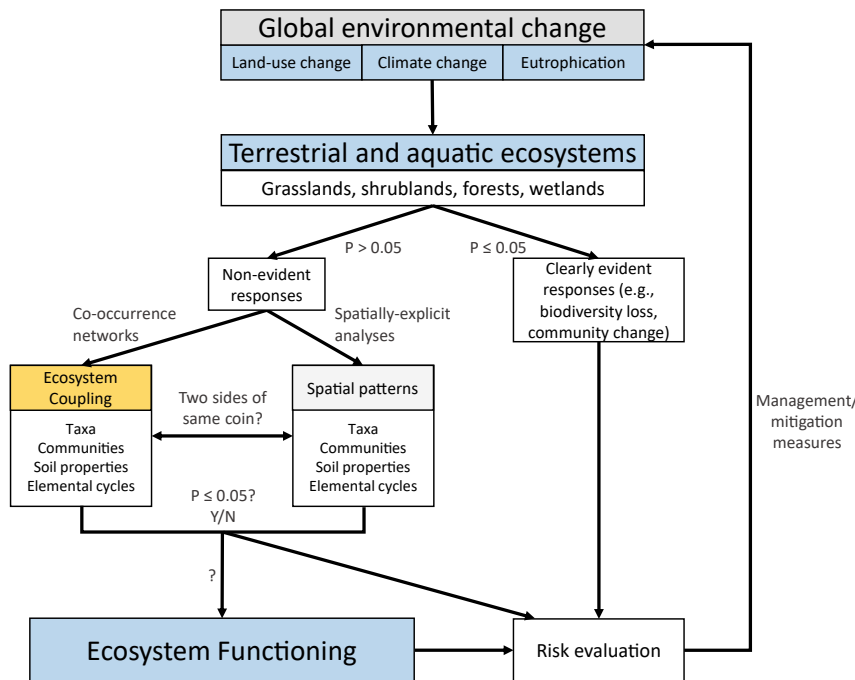 Global environmental change
Land-use change
Climate change
Eutrophication
Terrestrial and aquatic ecosystems
Grasslands, shrublands, forests, wetlands
P > 0.05
P ≤ 0.05
Non-evident
responses
Clearly evident
responses (e.g.,
biodiversity loss,
community change)
Co-occurrence
networks
Spatially-explicit
analyses
Ecosystem
Coupling
Taxa
Communities
Soil properties
Elemental cycles
Two sides of
same coin?
Spatial patterns
Taxa
Communities
Soil properties
Elemental cycles
Management/
mitigation
measures
P ≤ 0.05?
Y/N
?
Ecosystem Functioning
Risk evaluation